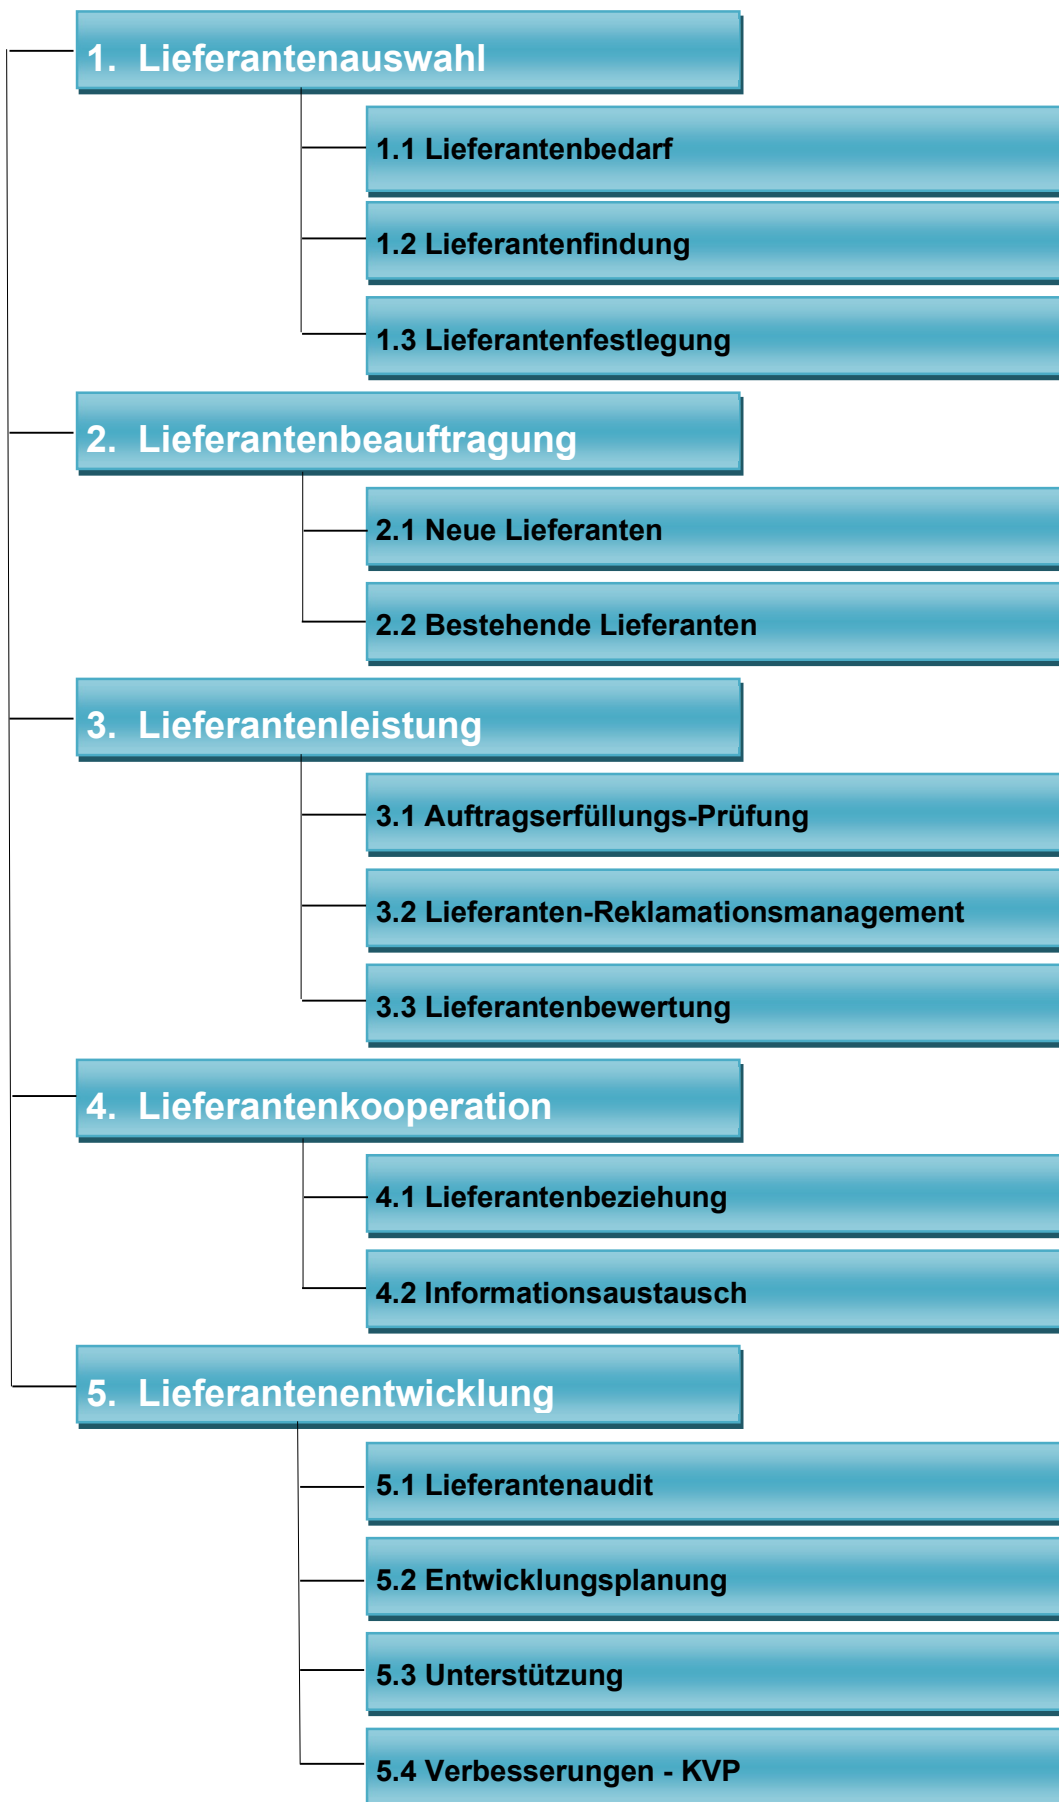 1. Lieferantenauswahl
1.1 Lieferantenbedarf
1.2 Lieferantenfindung
1.3 Lieferantenfestlegung
2. Lieferantenbeauftragung
2.1 Neue Lieferanten
2.2 Bestehende Lieferanten
3. Lieferantenleistung
3.1 Auftragserfüllungs-Prüfung
3.2 Lieferanten-Reklamationsmanagement
3.3 Lieferantenbewertung
4. Lieferantenkooperation
4.1 Lieferantenbeziehung
4.2 Informationsaustausch
5. Lieferantenentwicklung
5.1 Lieferantenaudit
5.2 Entwicklungsplanung
5.3 Unterstützung
5.4 Verbesserungen - KVP